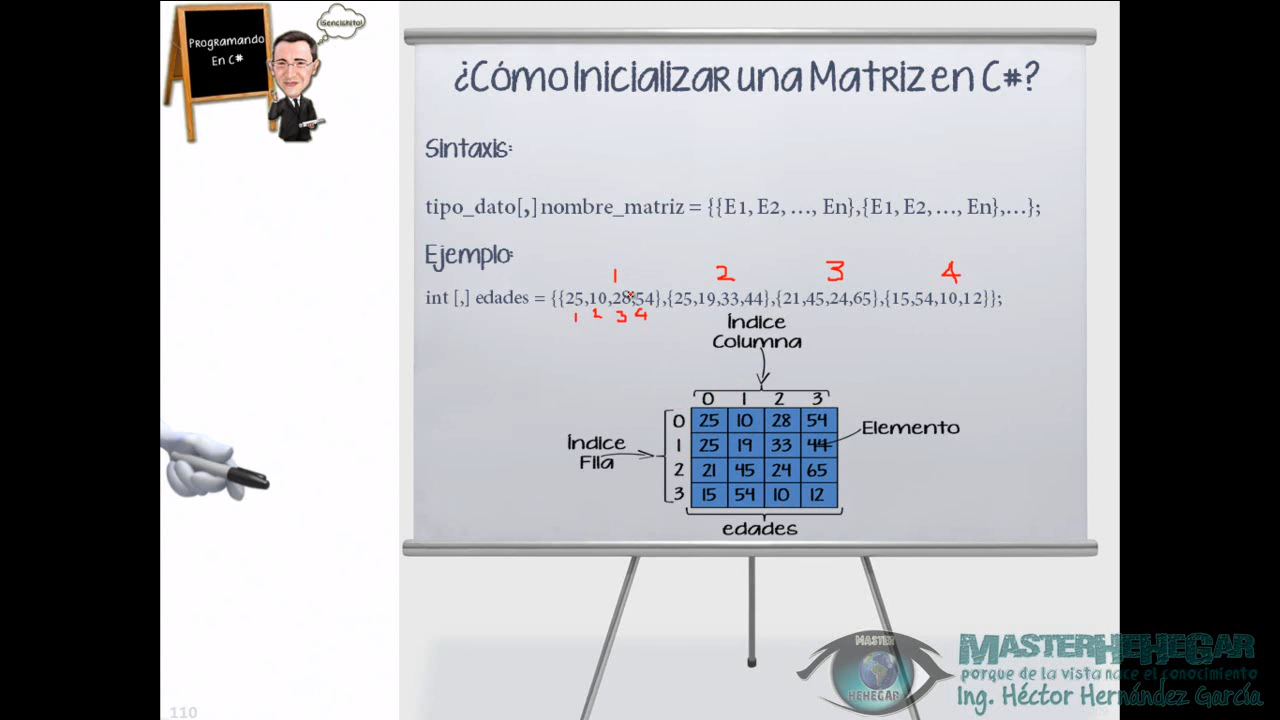 ¡Sencishito!
Programando
En C#
¿Cómo Inicializar una Matriz en C#?
Sintaxis:
tipo_dato[,] nombre_matriz = {{E1, E2, …, En},{E1, E2, …, En},…};
Ejemplo:
1 2 3 4
int [,] edades = {{25,10,28,54},{25,19,33,44},{21,45,24,65},{15,54,10,12}};
1 2 3 4
Índice
Columna
0 1 2 3
0 25 10 28 54
1 25 19 33 44
2 21 45 24 65
3 15 54 10 12
Índice
Fila
Elemento
edades
MASTER
HEHEGAR
MASTERHEHEGAR
porque de la vista nace el conocimiento
Ing. Héctor Hernández García
110